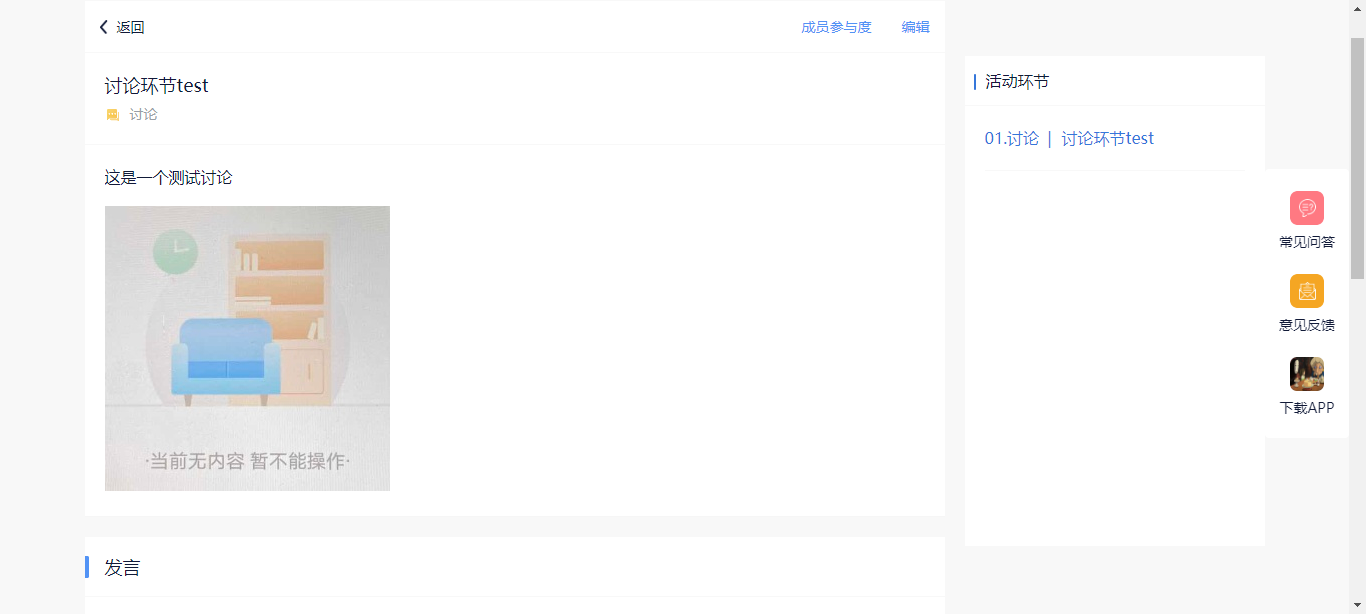 返回
成员参与度
编辑
讨论环节test
讨论
这是一个测试讨论
·当前无内容 暂不能操作·
发言
活动环节
01.讨论 | 讨论环节test
常见问答
意见反馈
下载APP